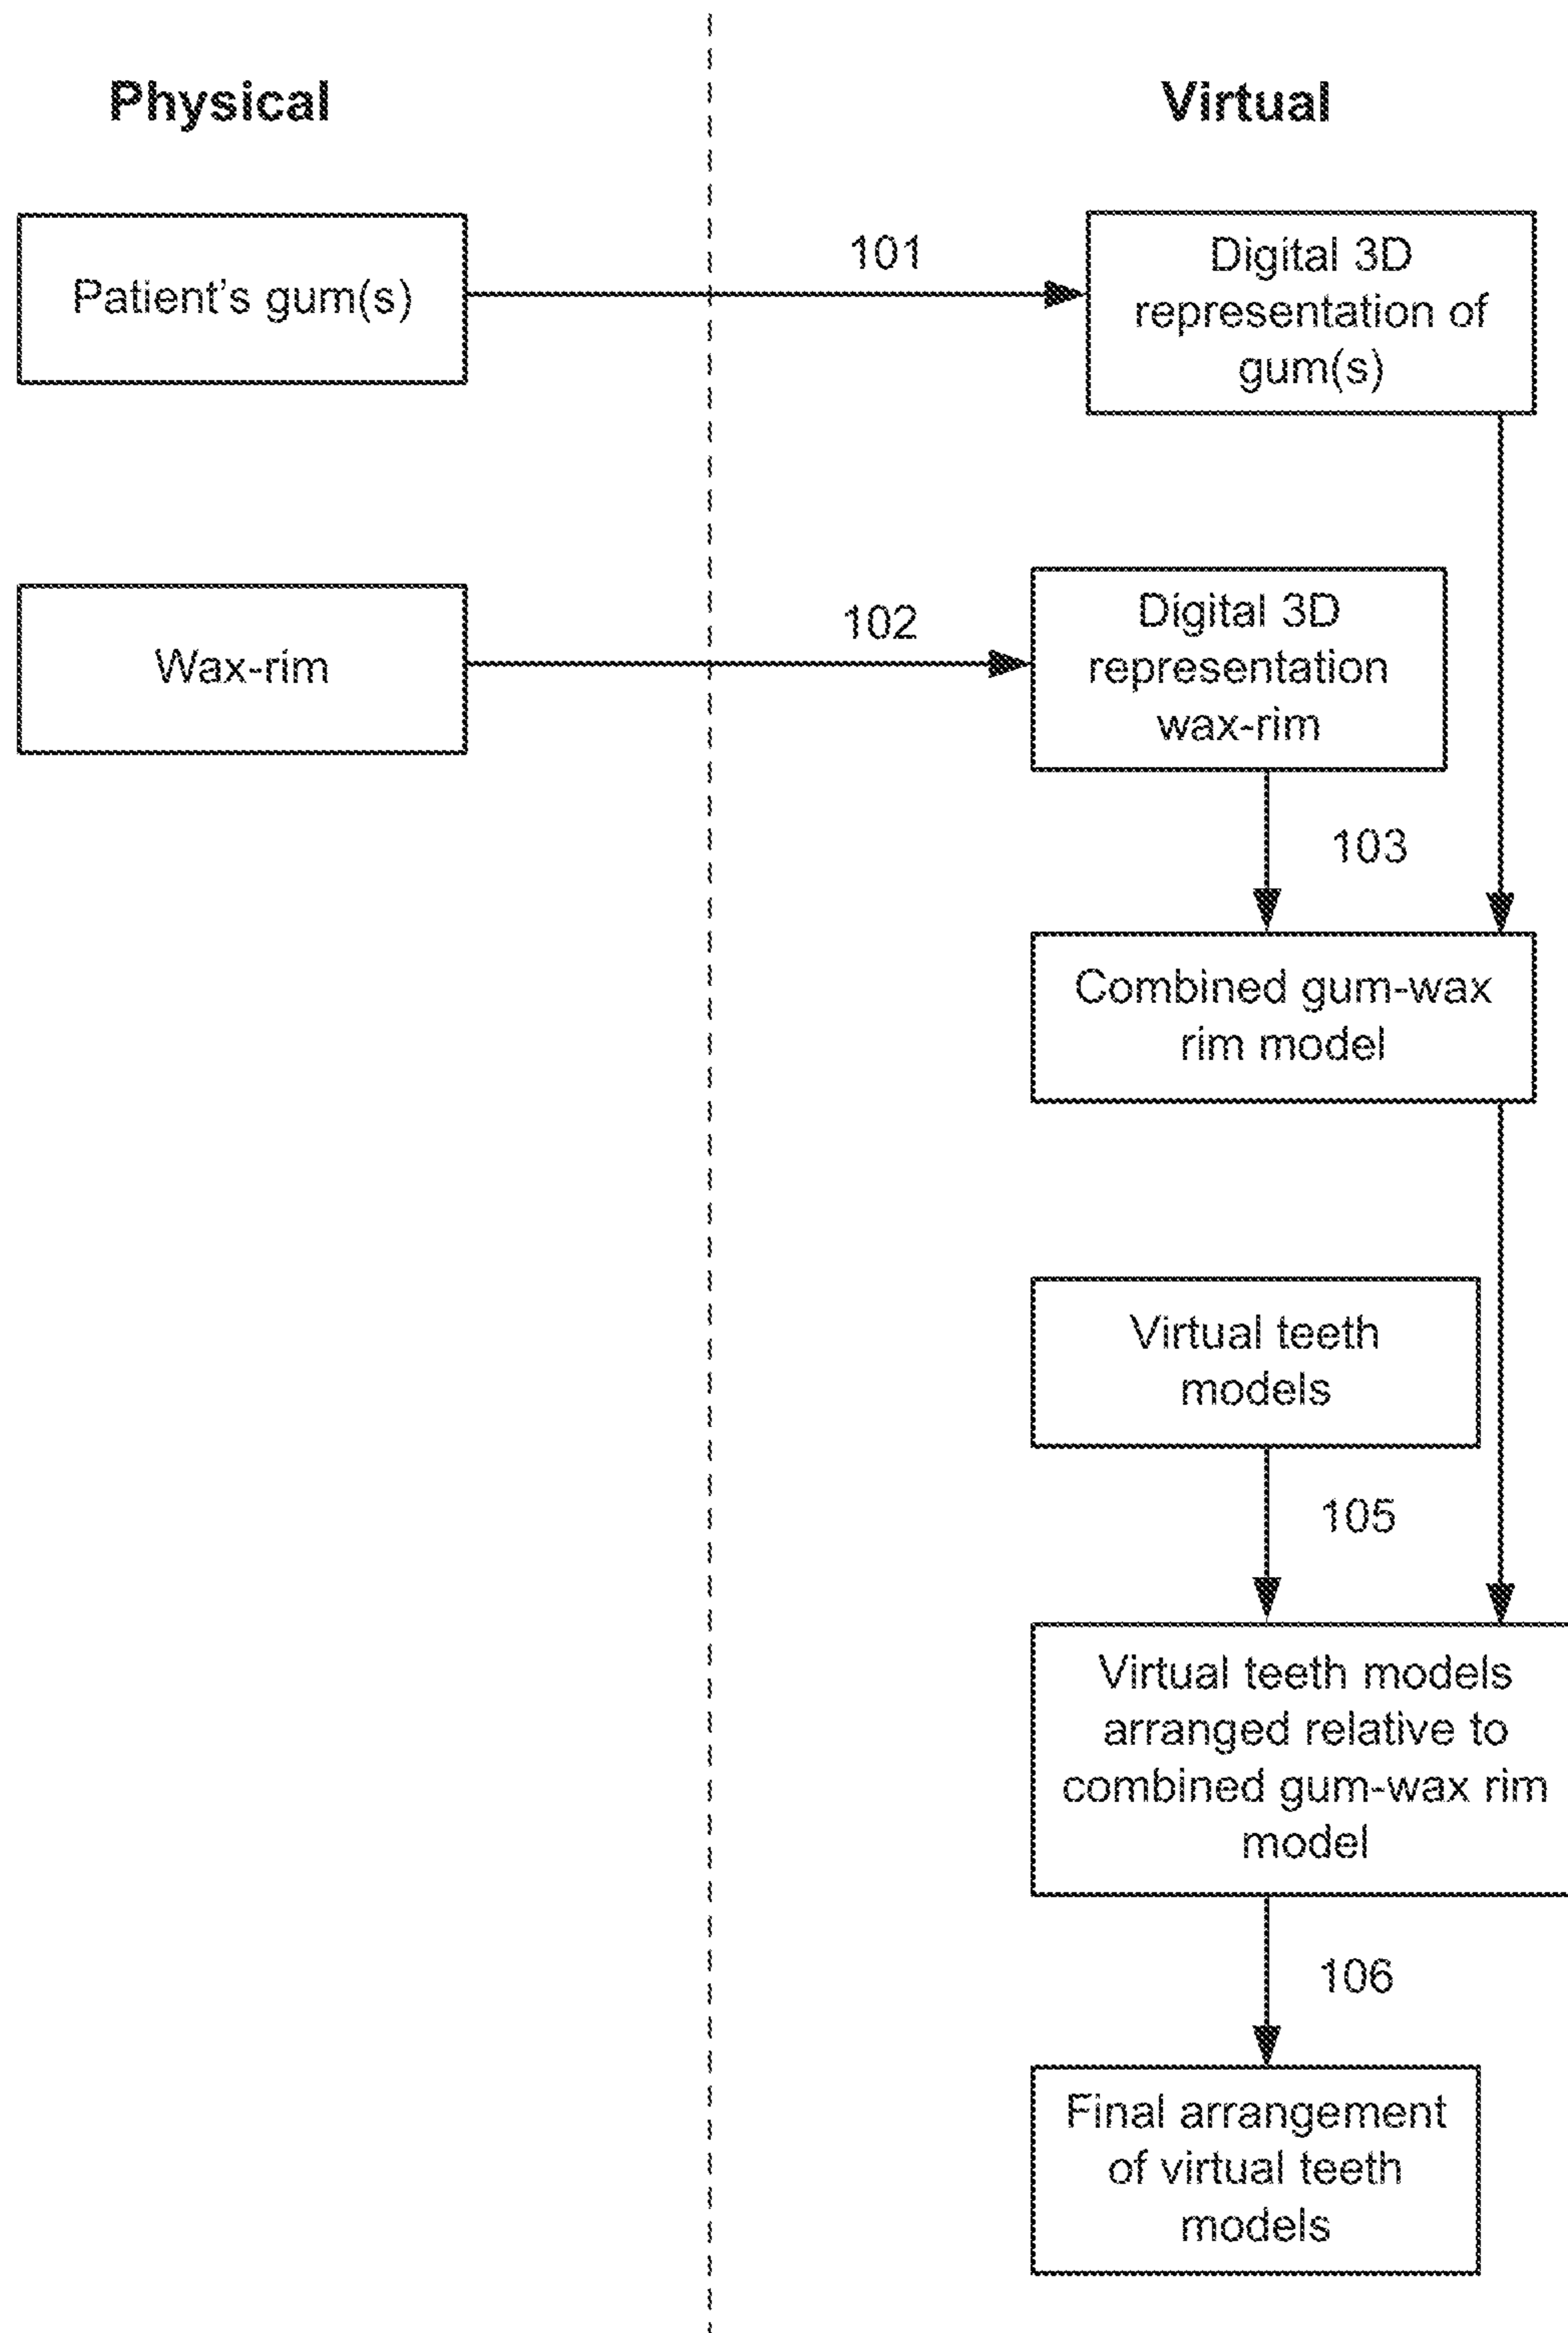 Physical
Virtual
Patient's gum(s)
101
Digital 3D
representation of
gum(s)
Wax-rim
102
Digital 3D
representation
wax-rim
103
Combined gum-wax
rim model
Virtual teeth
models
105
Virtual teeth models
arranged relative to
combined gum-wax rim
model
106
Final arrangement
of virtual teeth
models